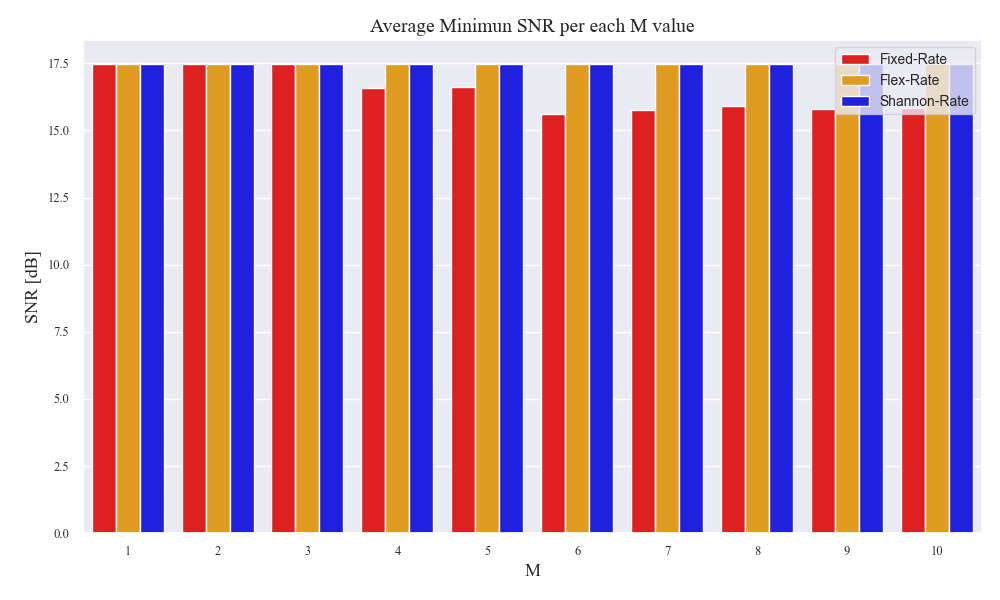 Average Minimun SNR per each M value
Fixed-Rate
Flex-Rate
Shannon-Rate
SNR [dB]
17.5
15.0
12.5
10.0
7.5
5.0
2.5
0.0
1 2 3 4 5 6 7 8 9 10
M